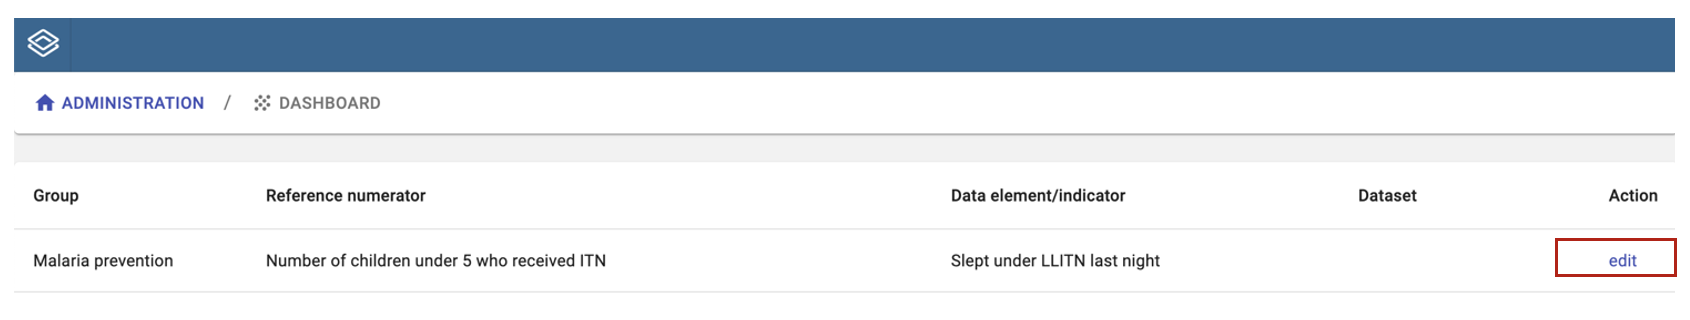 ADMINISTRATION / DASHBOARD
Group Reference numerator Data element/indicator Dataset Action
Malaria prevention Number of children under 5 who received ITN Slept under LLITN last night edit